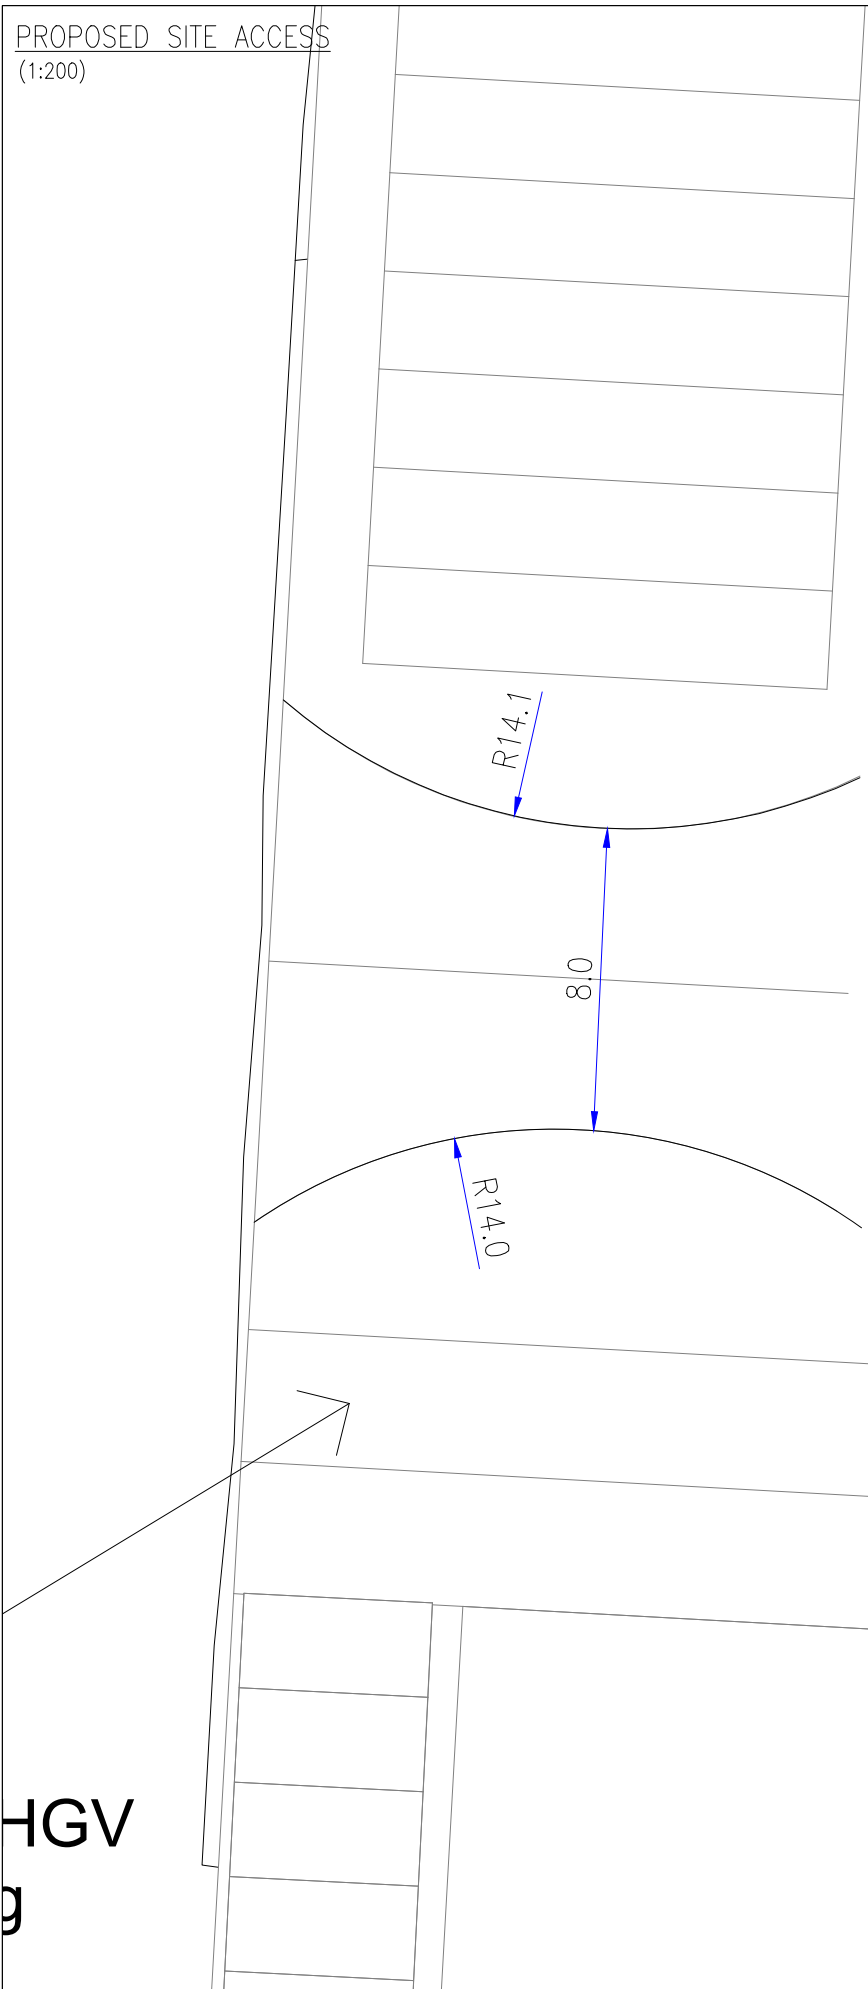 PROPOSED SITE ACCESS
(1:200)
R14.1
8.0
R14.0
HGV
g